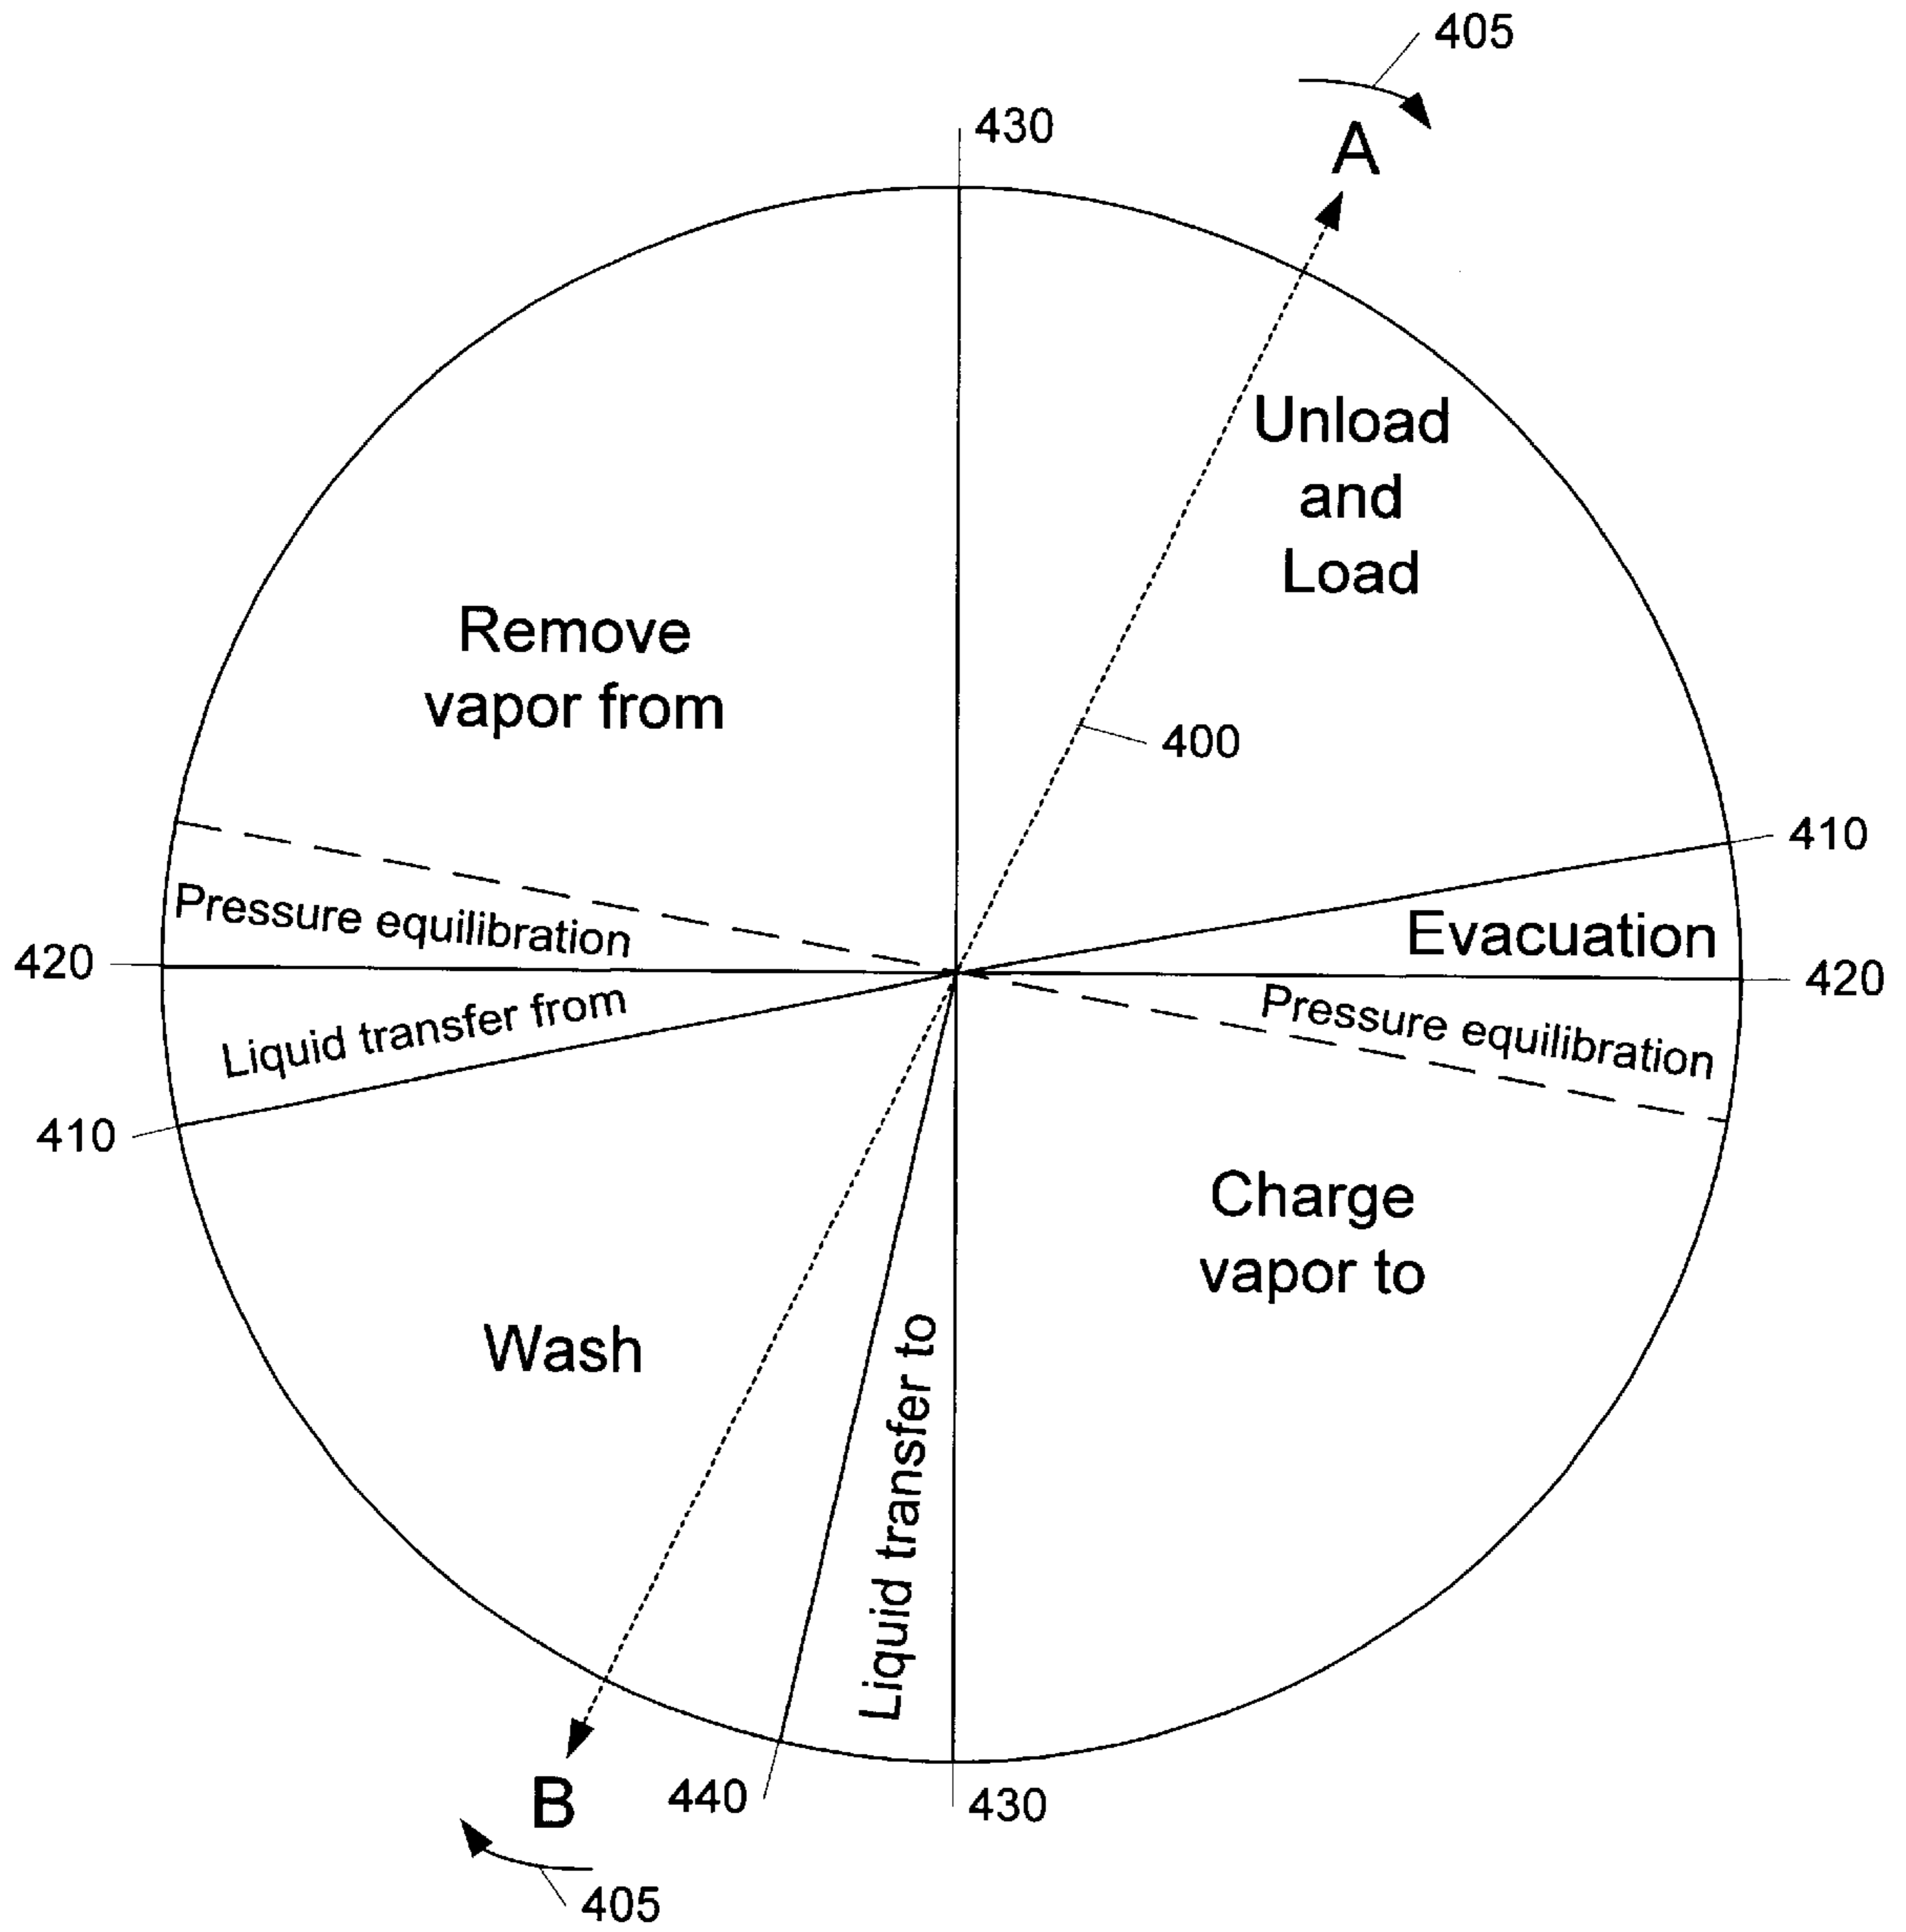 405
430
A
Unload
and
Load
Remove
vapor from
400
410
Evacuation
Pressure equilibration
420
420
Pressure equilibration
Liquid transfer from
410
Charge
vapor to
Wash
Liquid transfer to
B
440
430
405